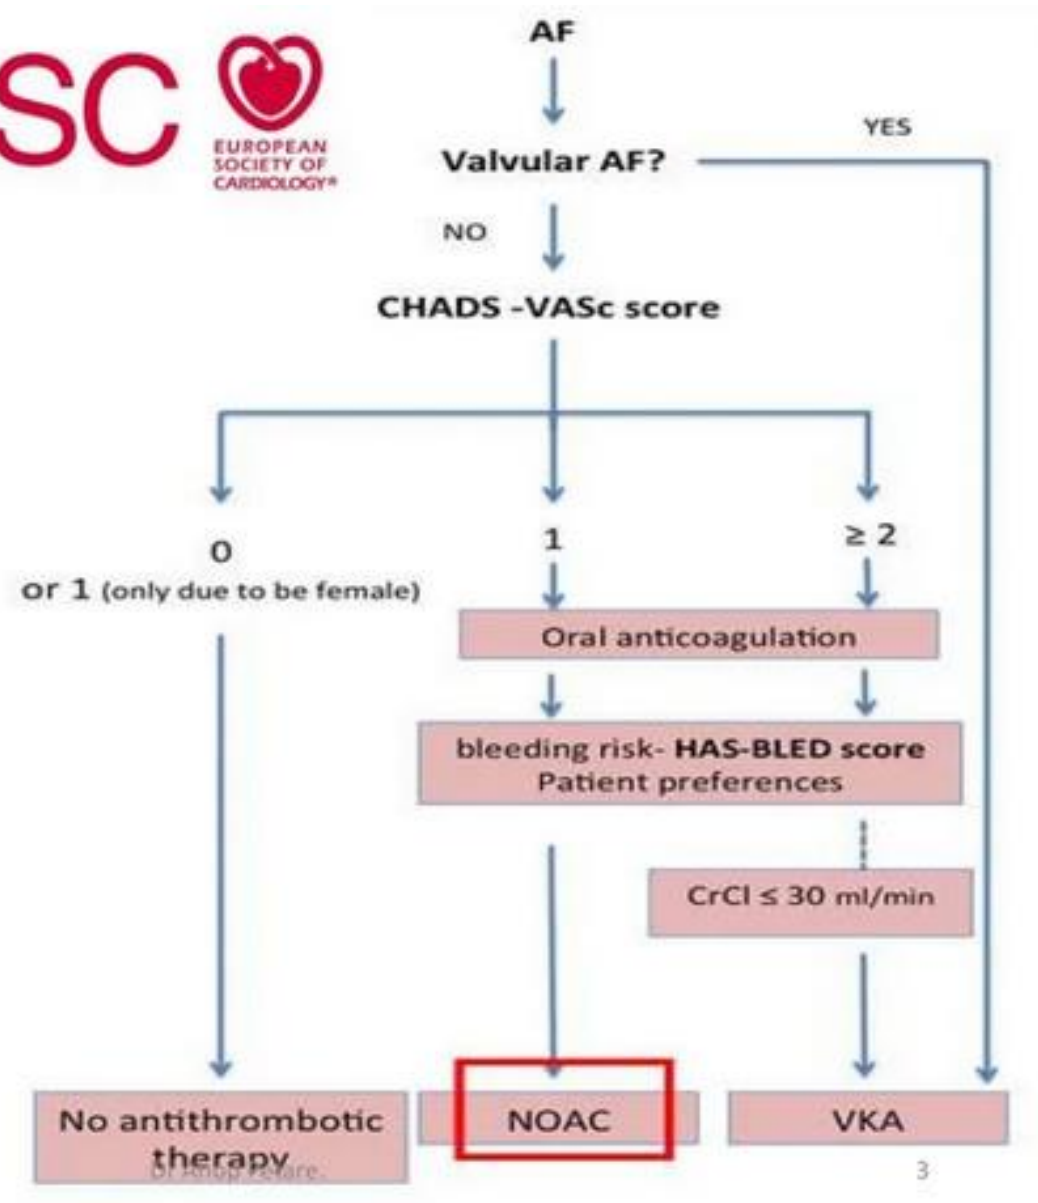 AF
SC
EUROPEAN
SOCIETY OF
CARDIOLOGY®
YES
Valvular AF?
NO
CHADS -VASc score
0
or 1 (only due to be female)
1
≥ 2
Oral anticoagulation
bleeding risk- HAS-BLED score
Patient preferences
CrCl ≤ 30 ml/min
No antithrombotic
therapy
NOAC
VKA
3